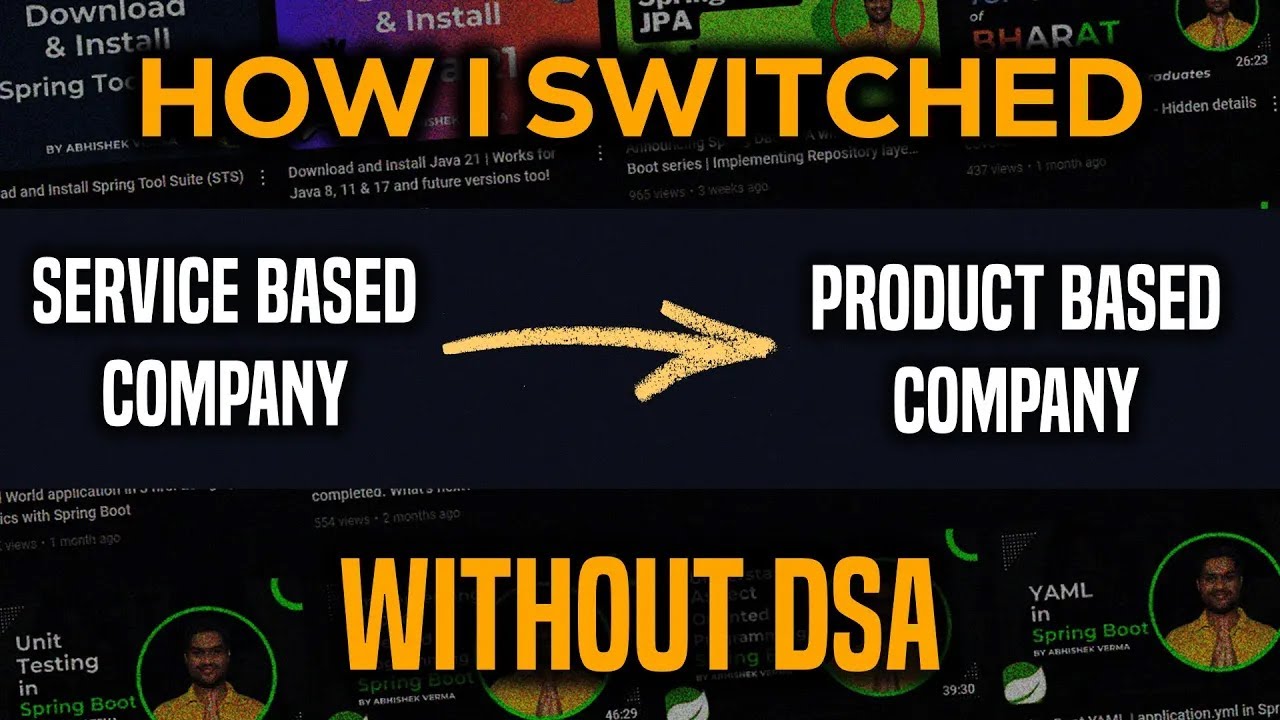 Download
& Install
Spring
BY ABHISHEK
ad and Install Spring Tool Suite (STS)
& Install
Download and Install Java 21 | Works for
Java 8, 11 & 17 and future versions too!
JPA
Boot series | Implementing Repository laye...
965 views • 3 weeks ago
of
BHARAT
26:23
- Hidden details
437 views • 1 month ago
HOW I SWITCHED
SERVICE BASED
COMPANY
PRODUCT BASED
COMPANY
World application in
ics with Spring Boot
views • 1 month ago
completed. What's next?
554 views • 2 months ago
WITHOUT DSA
Unit
Testing
in
Spring Boot
Spring Boot
BY ABHISHEK VERMA
46:29
39:30
YAML
in
Spring Boot
BY ABHISHEK VERMA
| application.yml in Spr